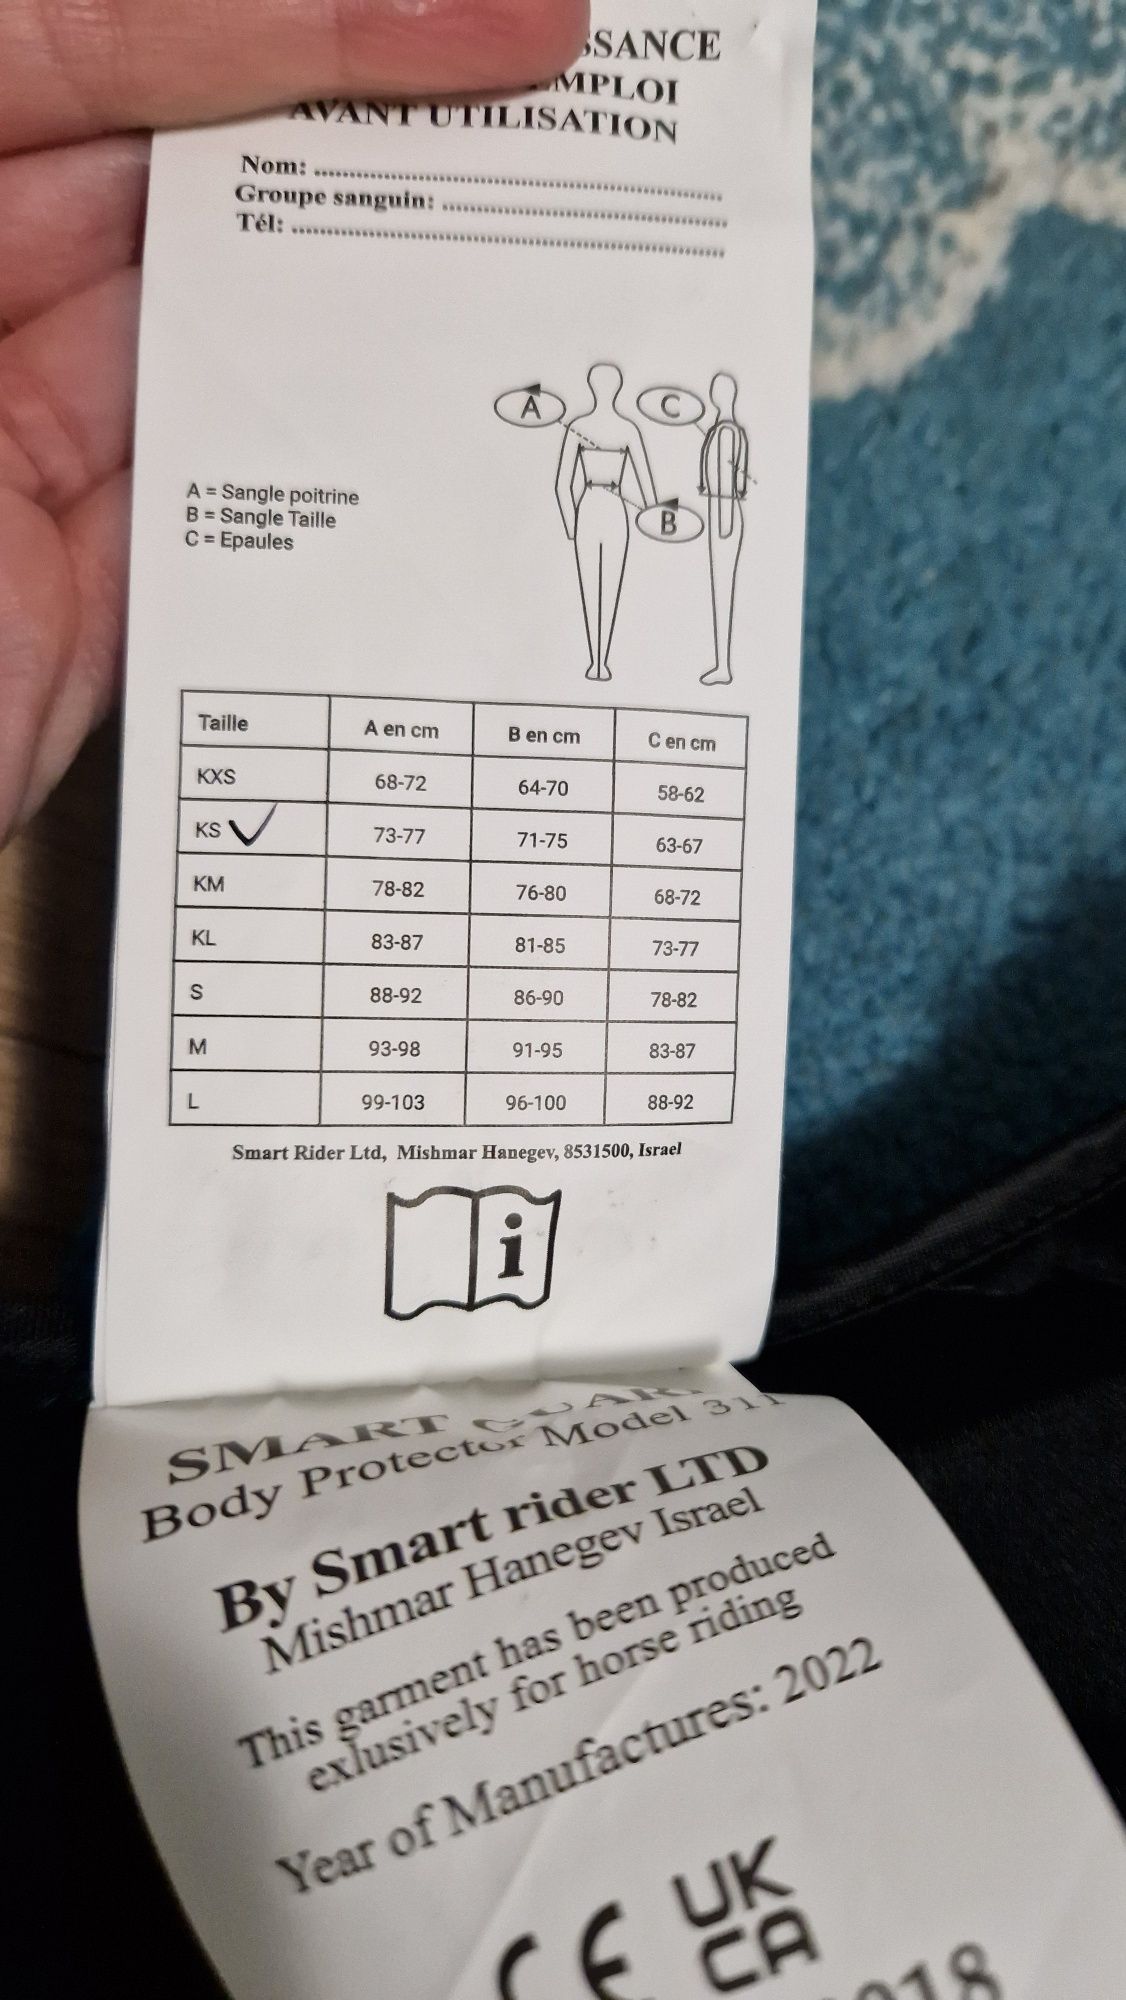 AVANT UTILISATION
Nom: ........................
Groupe sanguin: ........................
Tél: ........................
A
C
B
A = Sangle poitrine
B = Sangle Taille
C = Epaules
Taille A en cm B en cm C en cm
KXS 68-72 64-70 58-62
KS 73-77 71-75 63-67
KM 78-82 76-80 68-72
KL 83-87 81-85 73-77
S 88-92 86-90 78-82
M 93-98 91-95 83-87
L 99-103 96-100 88-92
Smart Rider Ltd, Mishmar Hanegev, 8531500, Israel
i
SMART
Body Protector Model 311
By Smart rider LTD
Mishmar Hanegev Israel
This garment has been produced
exlusively for horse riding
Year of Manufactures: 2022
CE UK
CA